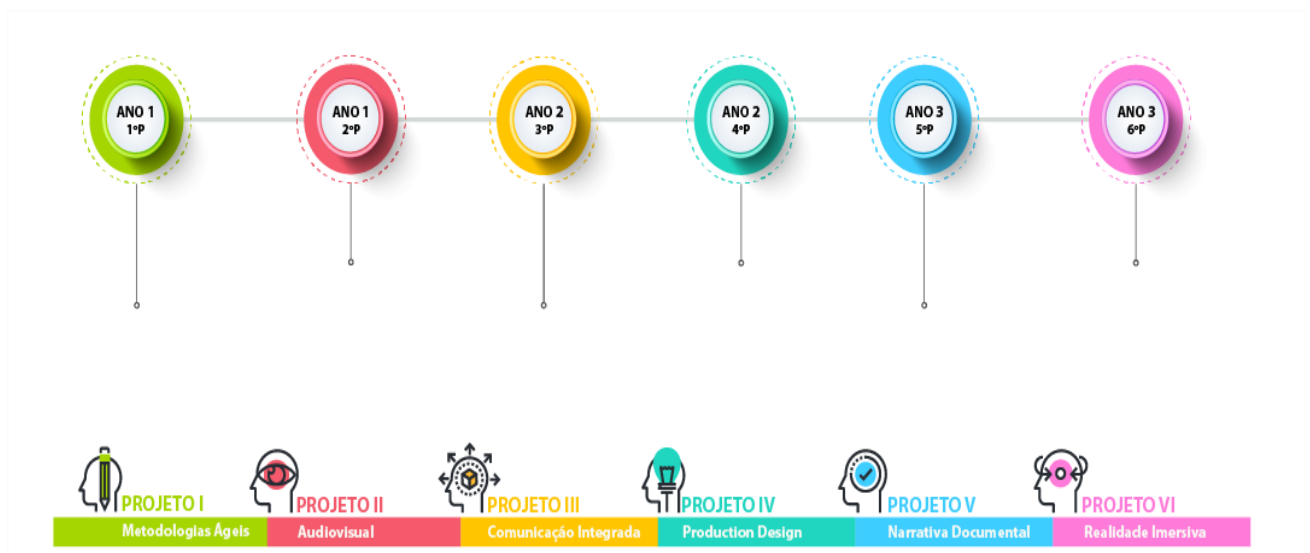 ANO 1
1ºP
ANO 1
2ºP
ANO 2
3ºP
ANO 2
4ºP
ANO 3
5ºP
ANO 3
6ºP
PROJETO I
Metodologias Ágeis
PROJETO II
Audiovisual
PROJETO III
Comunicação Integrada
PROJETO IV
Production Design
PROJETO V
Narrativa Documental
PROJETO VI
Realidade Imersiva